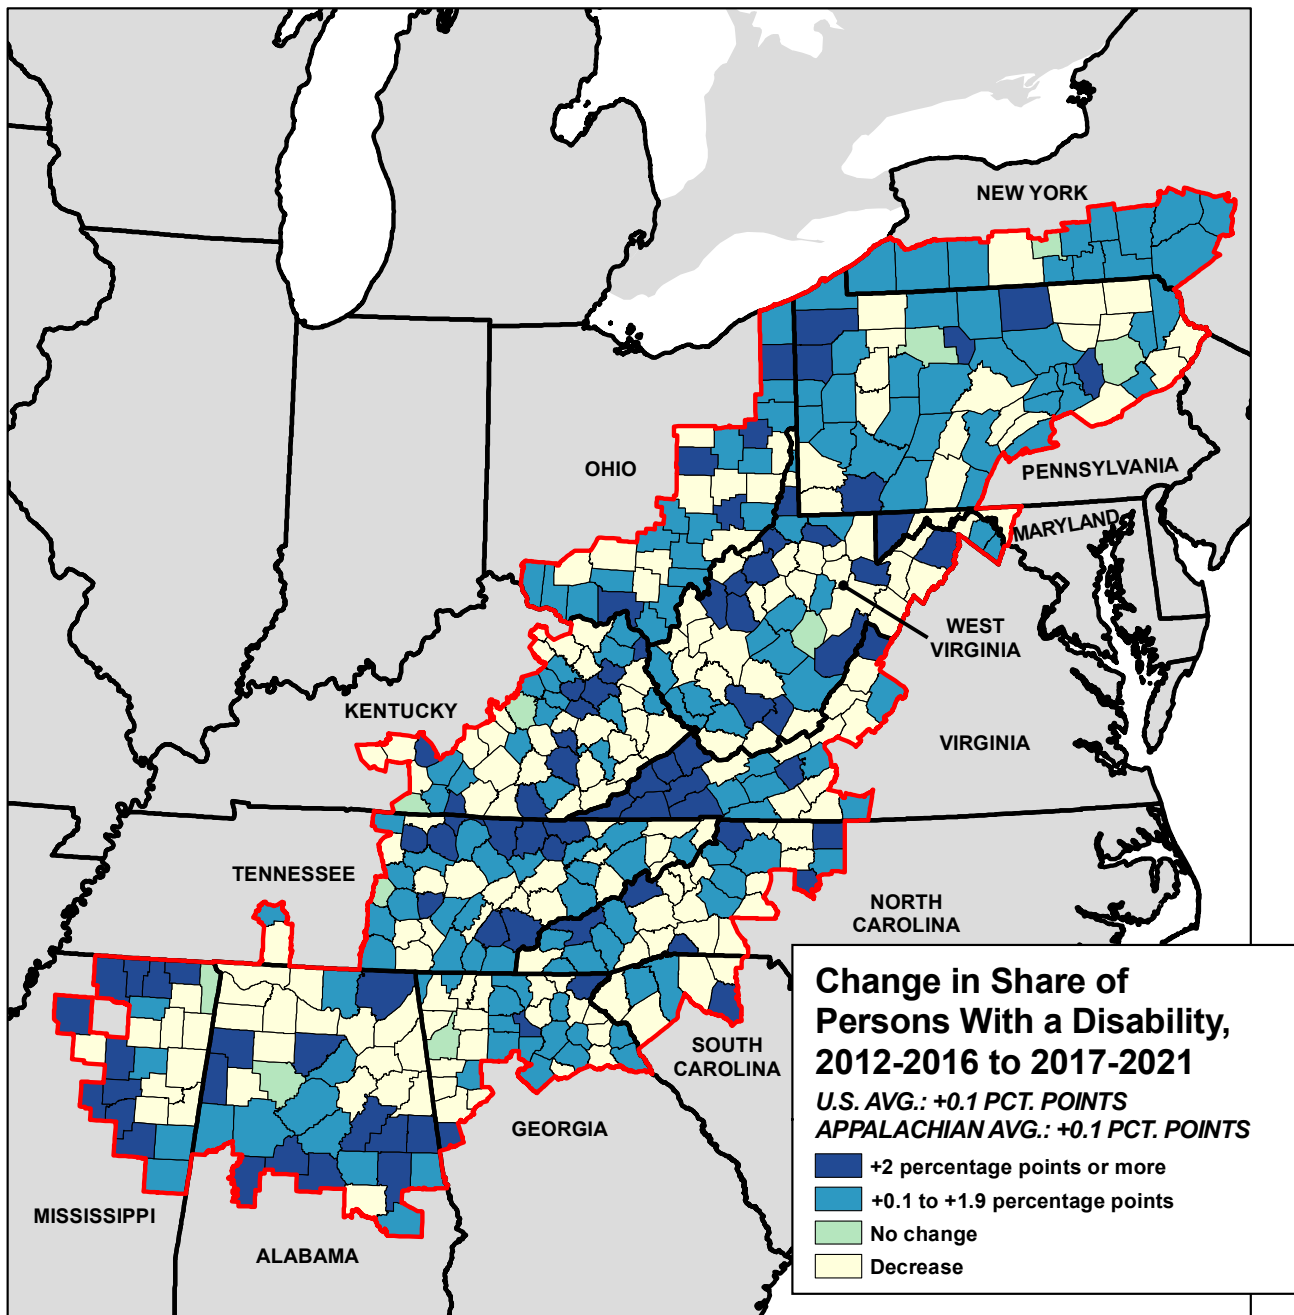 NEW YORK
OHIO
PENNSYLVANIA
MARYLAND
WEST
VIRGINIA
KENTUCKY
VIRGINIA
TENNESSEE
NORTH
CAROLINA
SOUTH
CAROLINA
GEORGIA
MISSISSIPPI
ALABAMA
Change in Share of
Persons With a Disability,
2012-2016 to 2017-2021
U.S. AVG.: +0.1 PCT. POINTS
APPALACHIAN AVG.: +0.1 PCT. POINTS
+2 percentage points or more
+0.1 to +1.9 percentage points
No change
Decrease